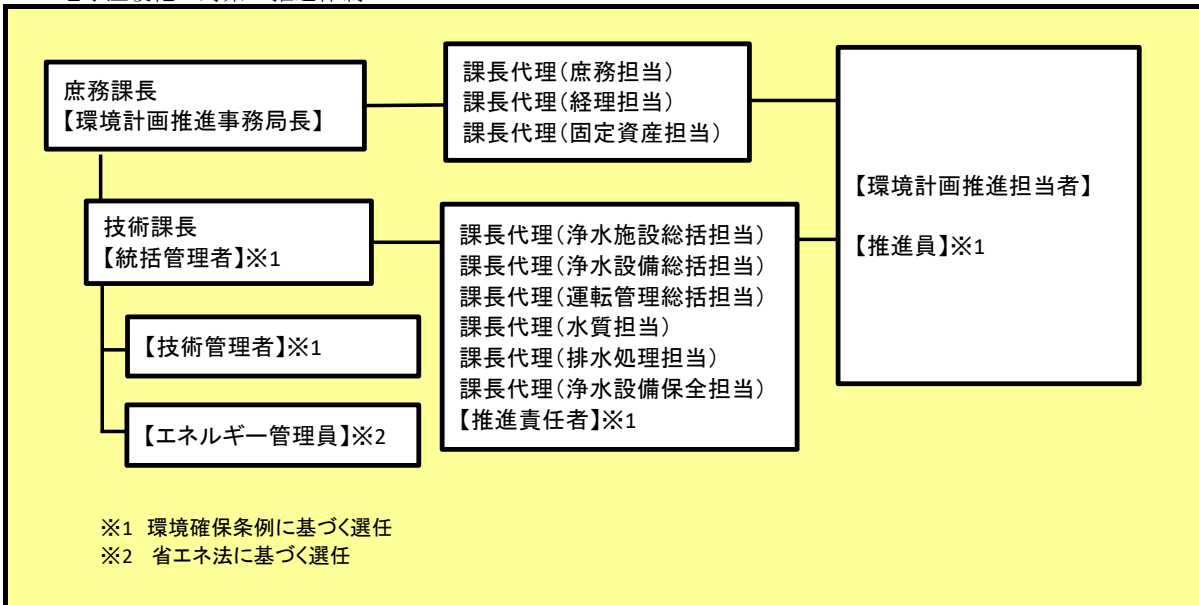 庶務課長
【環境計画推進事務局長】
課長代理(庶務担当)
課長代理(経理担当)
課長代理(固定資産担当)
技術課長
【統括管理者】※1
【技術管理者】※1
【エネルギー管理員】※2
課長代理(浄水施設総括担当)
課長代理(浄水設備総括担当)
課長代理(運転管理総括担当)
課長代理(水質担当)
課長代理(排水処理担当)
課長代理(浄水設備保全担当)
【推進責任者】※1
【環境計画推進担当者】
【推進員】※1
※1 環境確保条例に基づく選任
※2 省エネ法に基づく選任